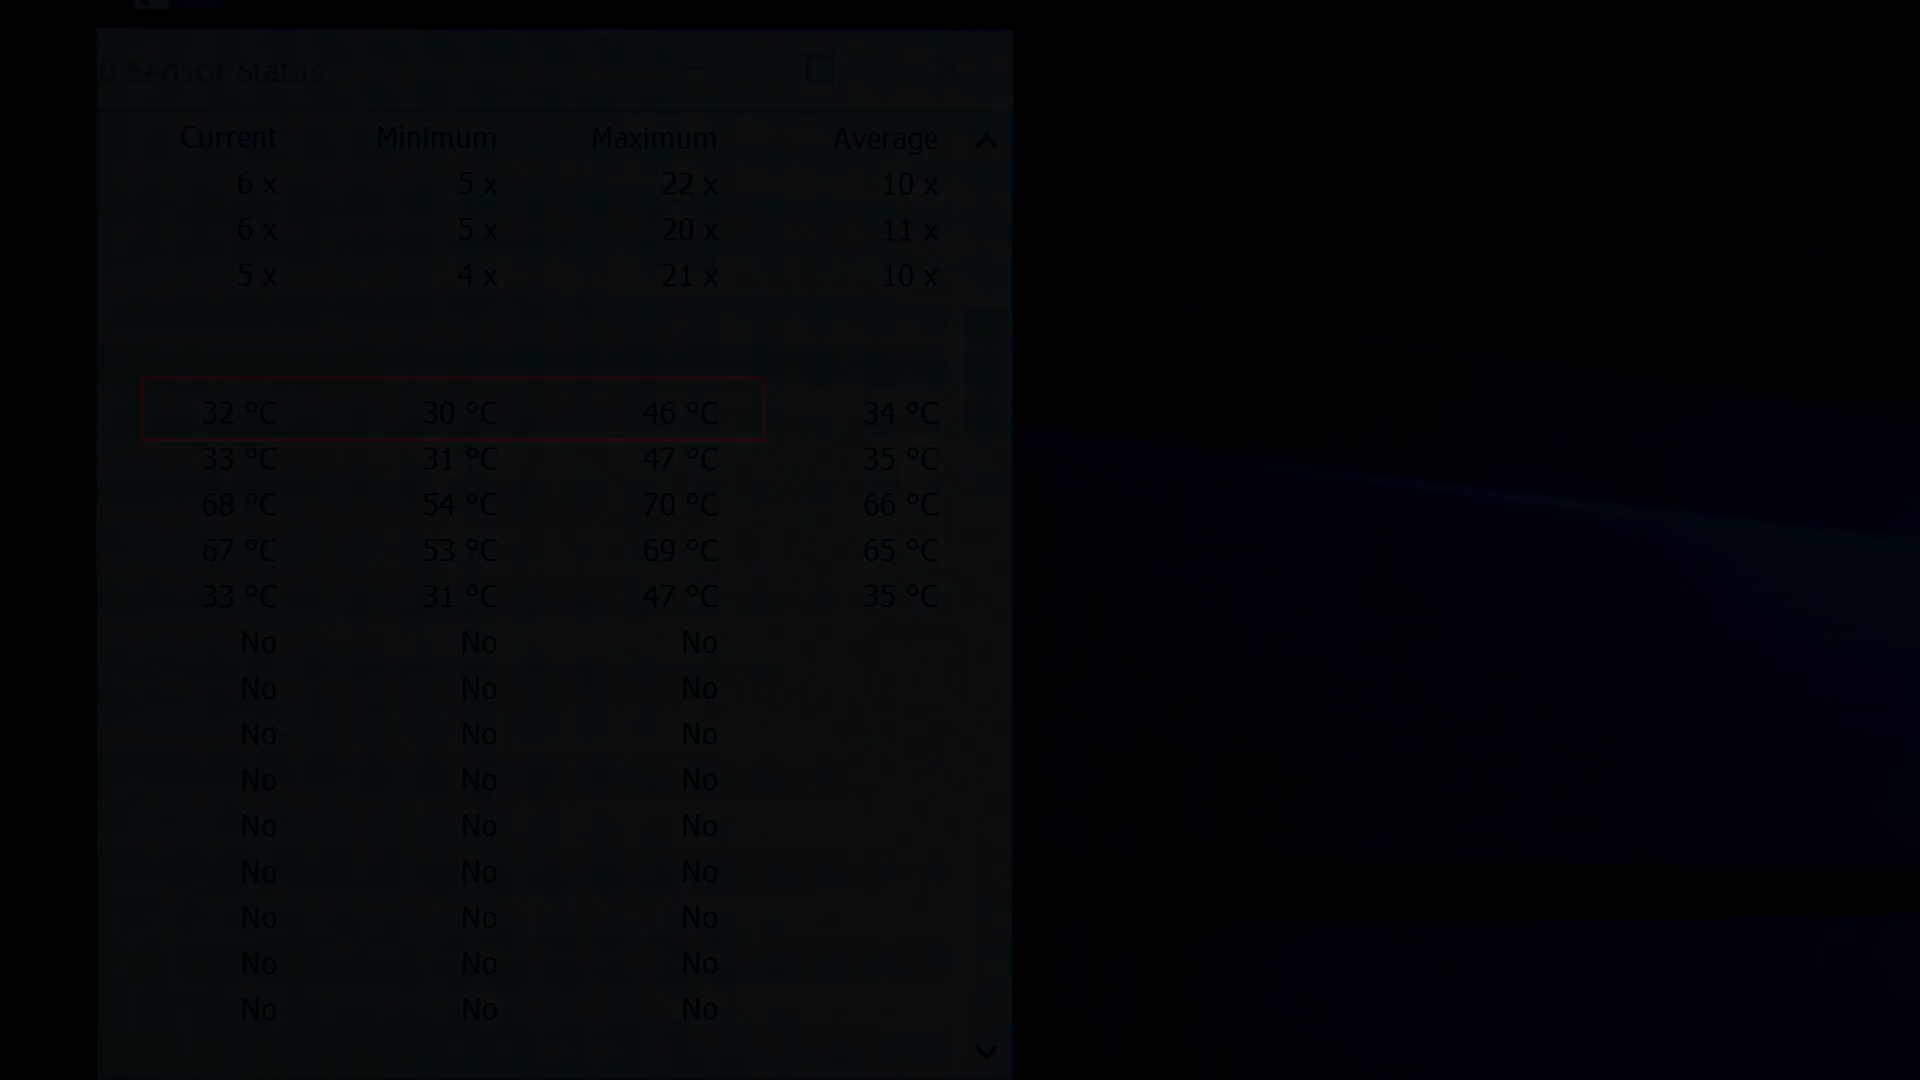 0 Sensor Status
Current Minimum Maximum Average
6 x 5 x 22 x 10 x
6 x 5 x 20 x 11 x
5 x 4 x 21 x 10 x
32 °C 30 °C 46 °C 34 °C
33 °C 31 °C 47 °C 35 °C
68 °C 54 °C 70 °C 66 °C
67 °C 53 °C 69 °C 65 °C
33 °C 31 °C 47 °C 35 °C
No No No
No No No
No No No
No No No
No No No
No No No
No No No
No No No
No No No